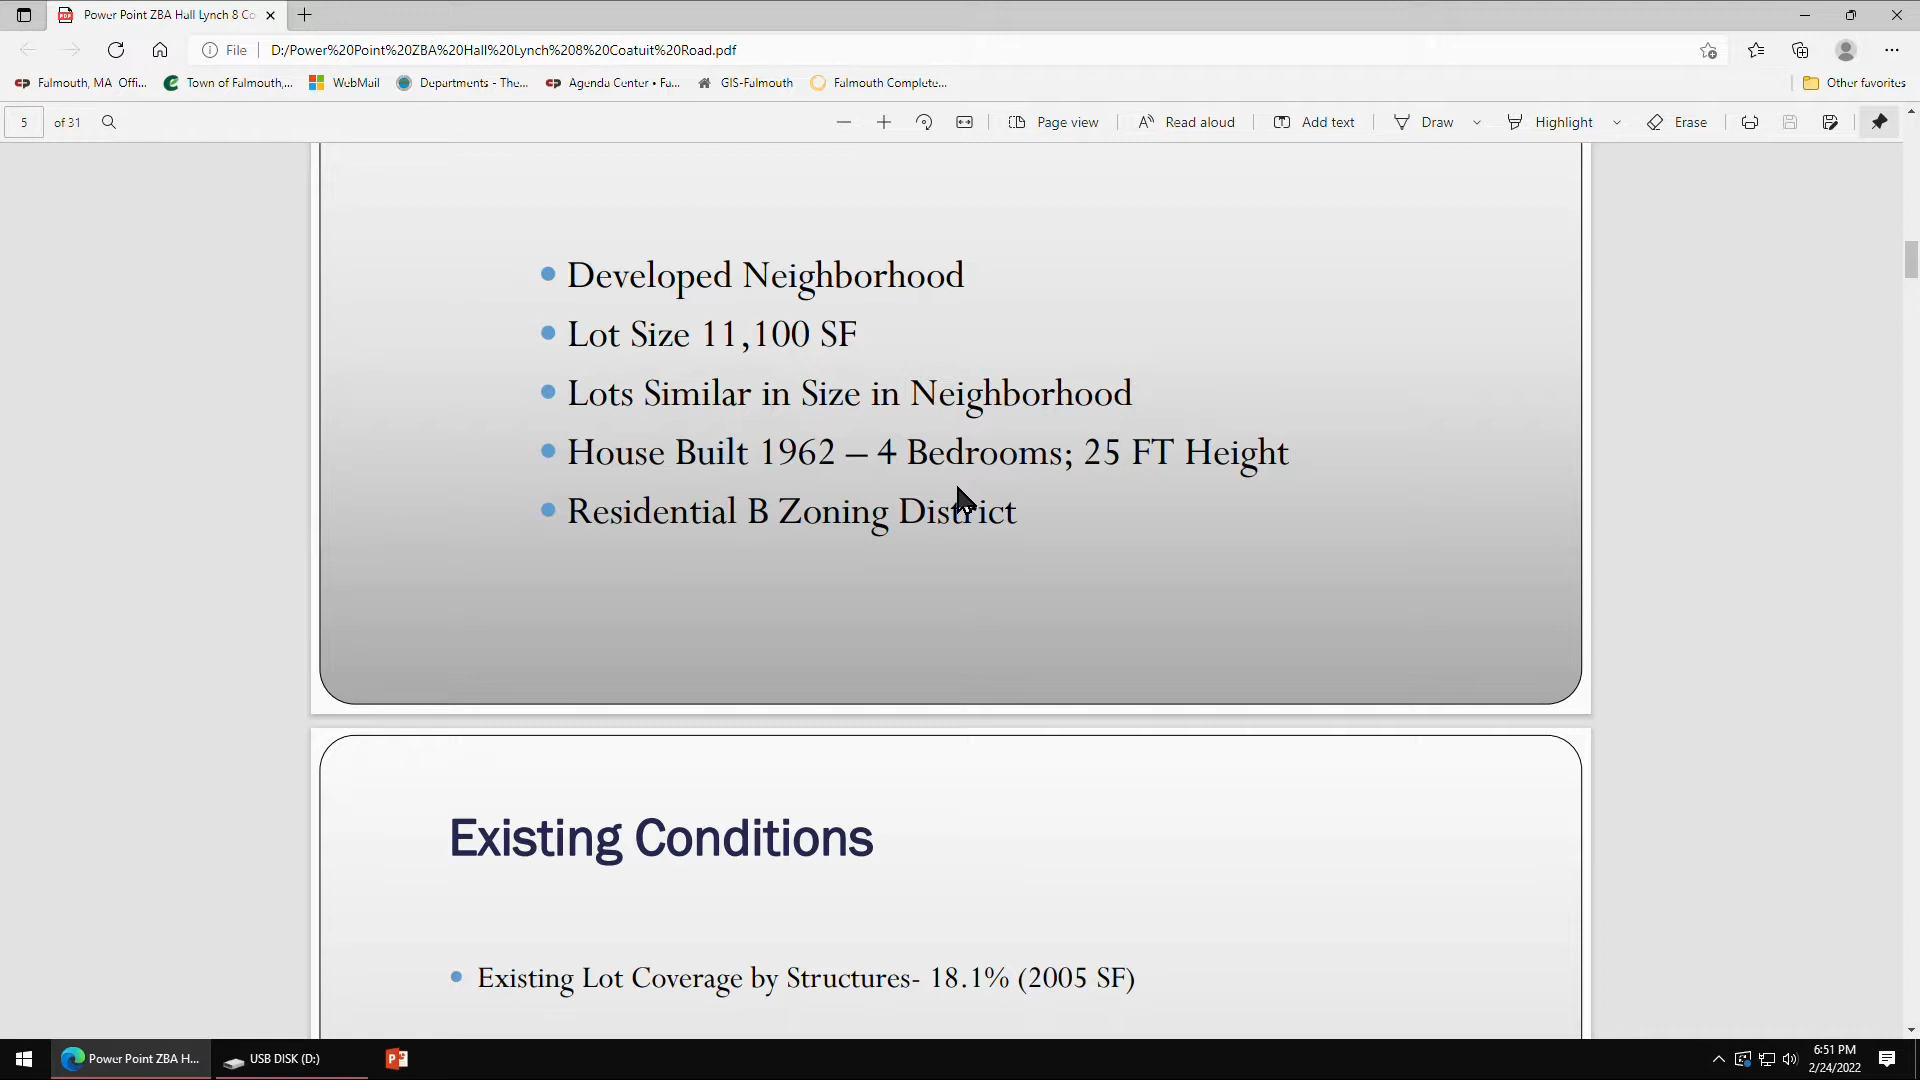 Power Point ZBA Hall Lynch 8 Co
File
D:/Power%20Point%20ZBA%20Hall%20Lynch%208%20Coatuit%20Road.pdf
Falmouth, MA Offi...
Town of Falmouth,...
WebMail
Departments - The...
Agenda Center • Fa...
GIS-Falmouth
Falmouth Complete...
Other favorites
5 of 31
Page view
Read aloud
Add text
Draw
Highlight
Erase
• Developed Neighborhood
• Lot Size 11,100 SF
• Lots Similar in Size in Neighborhood
• House Built 1962 – 4 Bedrooms; 25 FT Height
• Residential B Zoning District
Existing Conditions
• Existing Lot Coverage by Structures- 18.1% (2005 SF)
Power Point ZBA H...
USB DISK (D:)
6:51 PM
2/24/2022